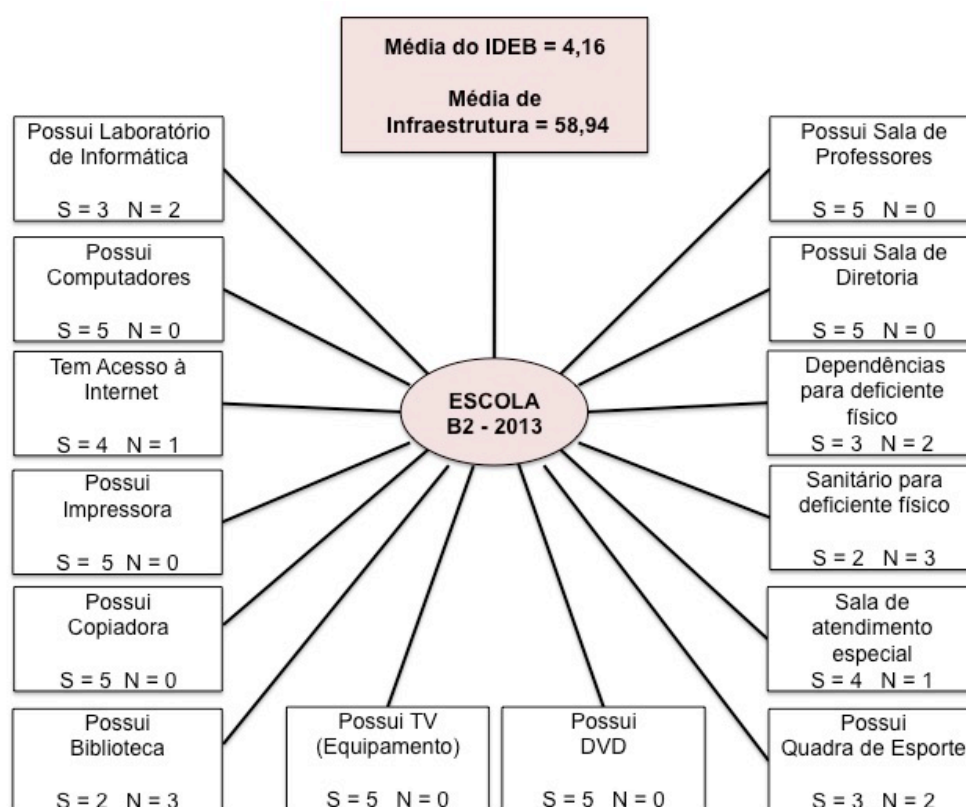 Média do IDEB = 4,16
Média de
Infraestrutura = 58,94
Possui Laboratório
de Informática
S = 3 N = 2
Possui
Computadores
S = 5 N = 0
Tem Acesso à
Internet
S = 4 N = 1
Possui
Impressora
S = 5 N = 0
Possui
Copiadora
S = 5 N = 0
Possui
Biblioteca
S = 2 N = 3
ESCOLA
B2 - 2013
Possui TV
(Equipamento)
S = 5 N = 0
Possui
DVD
S = 5 N = 0
Possui Sala de
Professores
S = 5 N = 0
Possui Sala de
Diretoria
S = 5 N = 0
Dependências
para deficiente
físico
S = 3 N = 2
Sanitário para
deficiente físico
S = 2 N = 3
Sala de
atendimento
especial
S = 4 N = 1
Possui
Quadra de Esporte
S = 3 N = 2